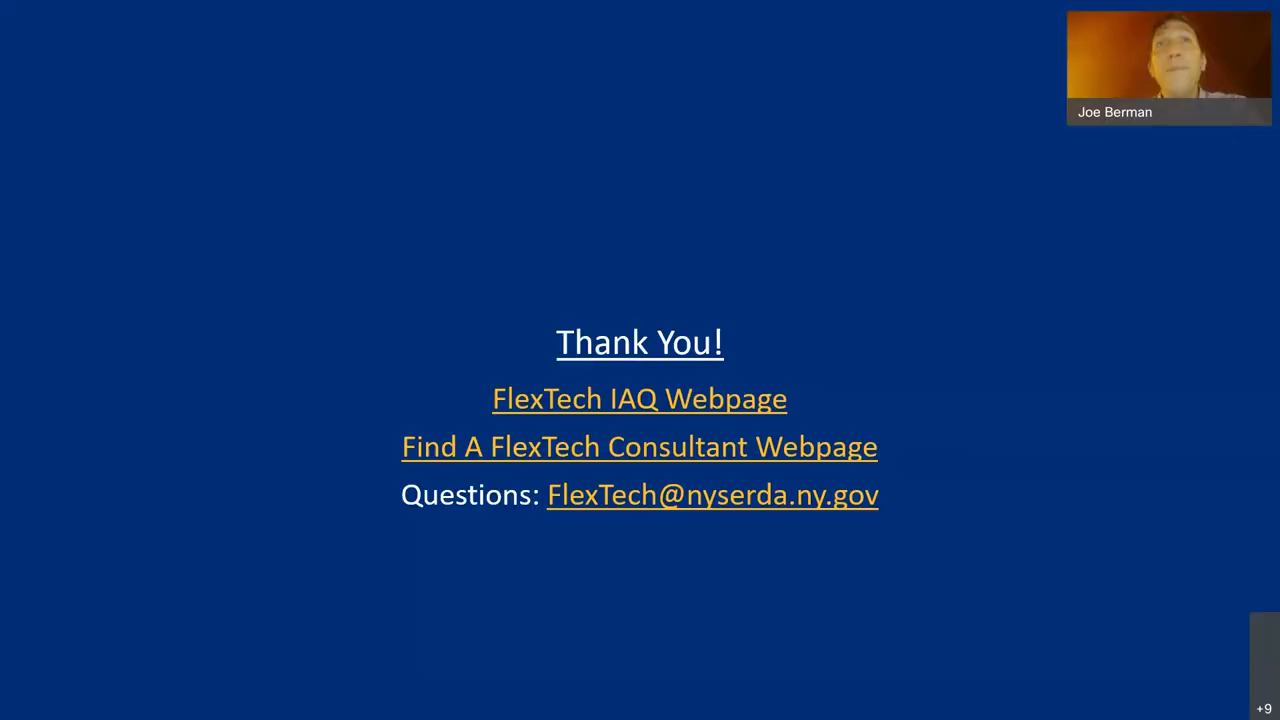 Joe Berman
Thank You!
FlexTech IAQ Webpage
Find A FlexTech Consultant Webpage
Questions: FlexTech@nyserda.ny.gov
+9